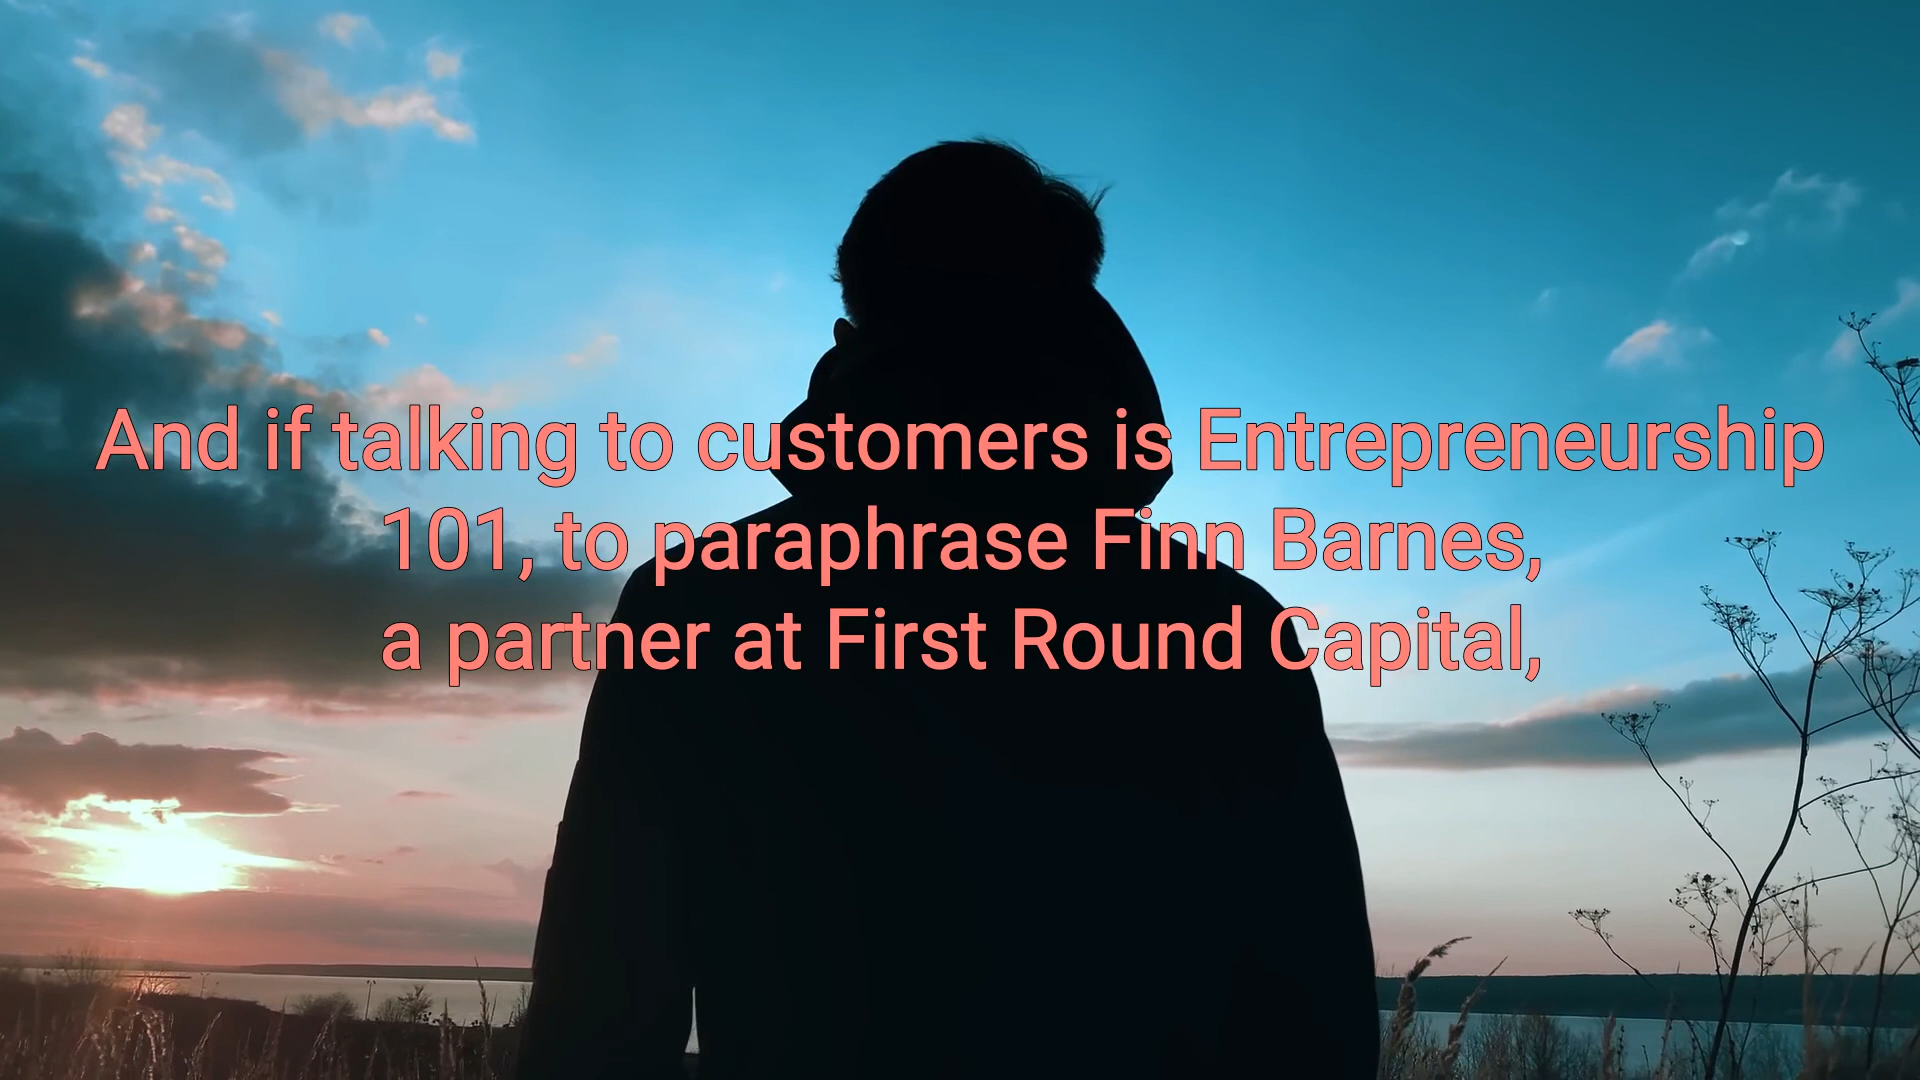 And if talking to customers is Entrepreneurship
101, to paraphrase Finn Barnes,
a partner at First Round Capital,